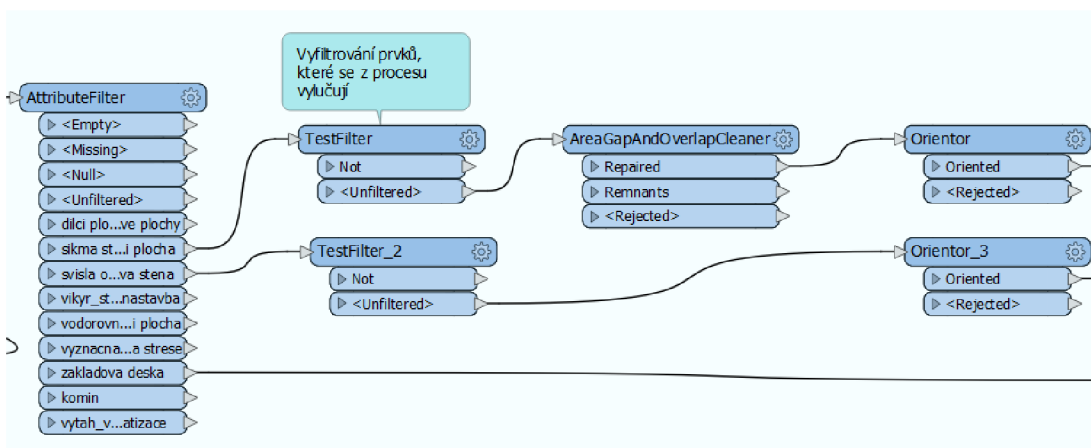 Vyfiltrování prvků,
které se z procesu
vylučují
AttributeFilter
<Empty>
<Missing>
<Null>
<Unfiltered>
dilci plo...ve plochy
sikma st...i plocha
svisla o...va stena
vikyr_st...nastavba
vodorovn...i plocha
vyznacna...a strese
zakladova deska
komin
vytah_v...atizace
TestFilter
Not
<Unfiltered>
TestFilter_2
Not
<Unfiltered>
AreaGapAndOverlapCleaner
Repaired
Remnants
<Rejected>
Orientor
Oriented
<Rejected>
Orientor_3
Oriented
<Rejected>